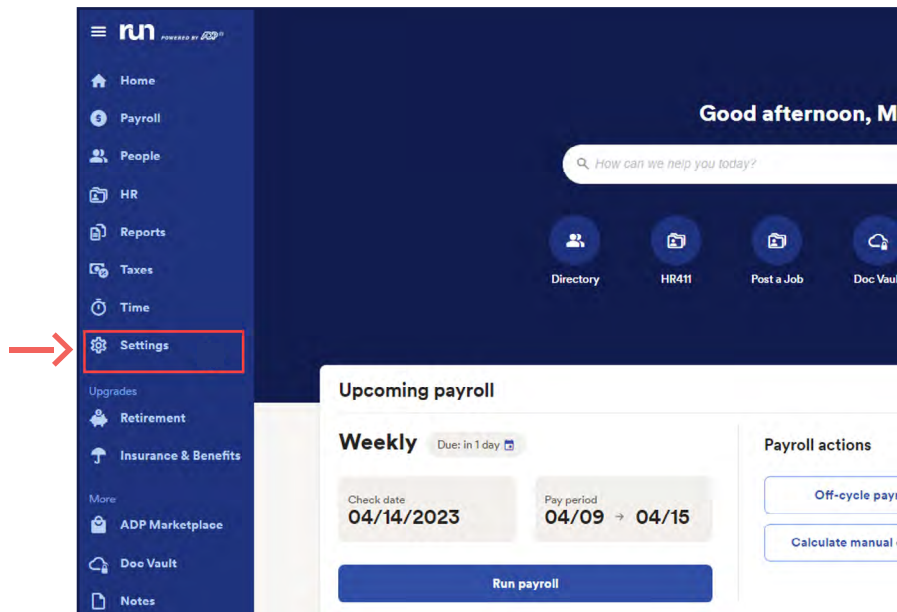 run POWERED BY ADP
Home
Payroll
People
HR
Reports
Taxes
Time
Settings
Upgrades
Retirement
Insurance & Benefits
More
ADP Marketplace
Doc Vault
Notes
Good afternoon, M
How can we help you today?
Directory
HR411
Post a Job
Doc Vaul
Upcoming payroll
Weekly Due: in 1 day
Check date
04/14/2023
Pay period
04/09 → 04/15
Run payroll
Payroll actions
Off-cycle payr
Calculate manual